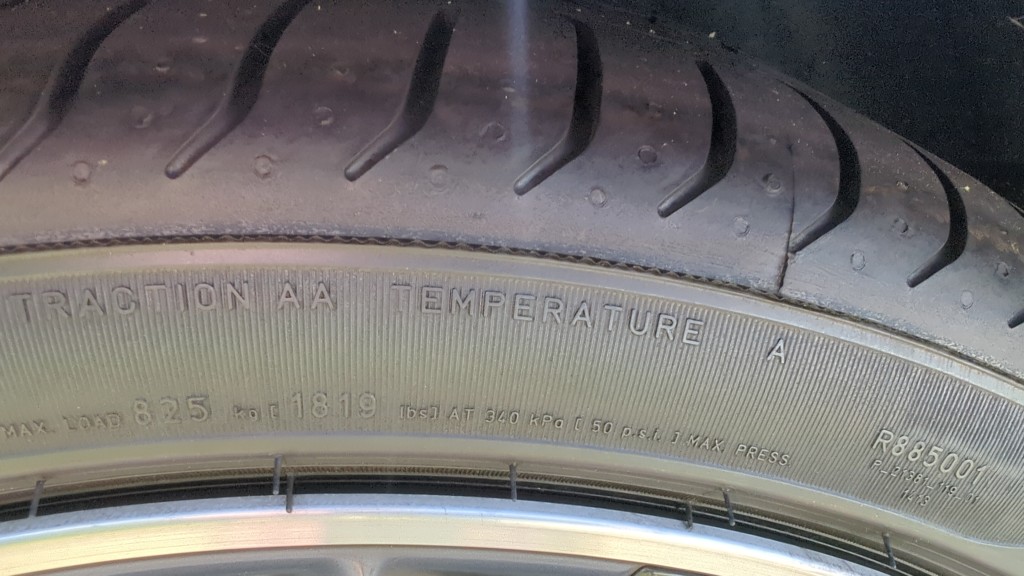 TRACTION AA TEMPERATURE A
MAX. LOAD 825 kg [ 1819 lbs] AT 340 kPa [ 50 p.s.i. ] MAX. PRESS.
R885001